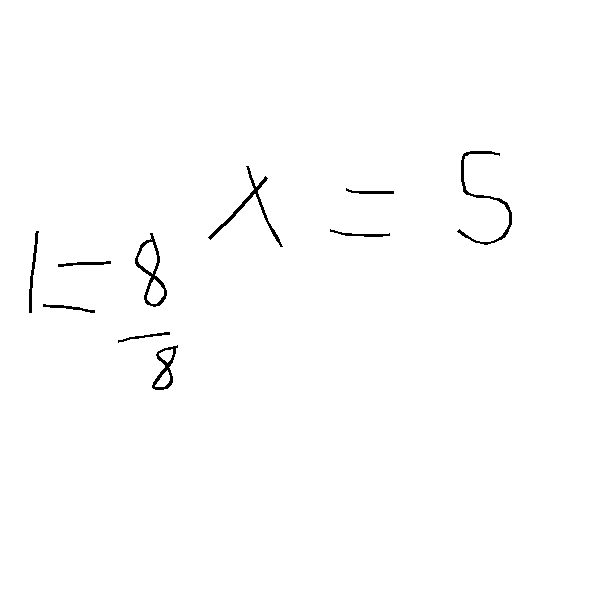 x = 5
1 = 8/8